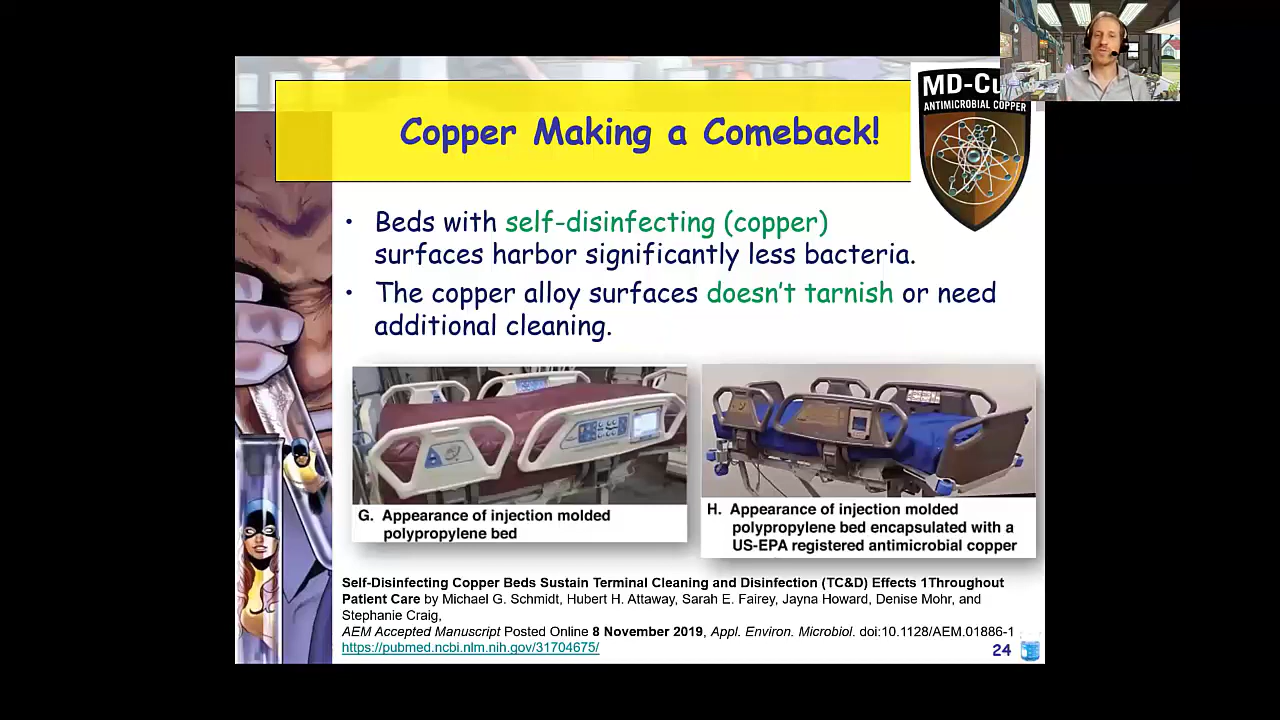 MD-Cu
ANTIMICROBIAL COPPER
Copper Making a Comeback!
• Beds with self-disinfecting (copper)
surfaces harbor significantly less bacteria.
• The copper alloy surfaces doesn't tarnish or need
additional cleaning.
G. Appearance of injection molded
polypropylene bed
H. Appearance of injection molded
polypropylene bed encapsulated with a
US-EPA registered antimicrobial copper
Self-Disinfecting Copper Beds Sustain Terminal Cleaning and Disinfection (TC&D) Effects 1Throughout
Patient Care by Michael G. Schmidt, Hubert H. Attaway, Sarah E. Fairey, Jayna Howard, Denise Mohr, and
Stephanie Craig,
AEM Accepted Manuscript Posted Online 8 November 2019, Appl. Environ. Microbiol. doi:10.1128/AEM.01886-1
https://pubmed.ncbi.nlm.nih.gov/31704675/
24